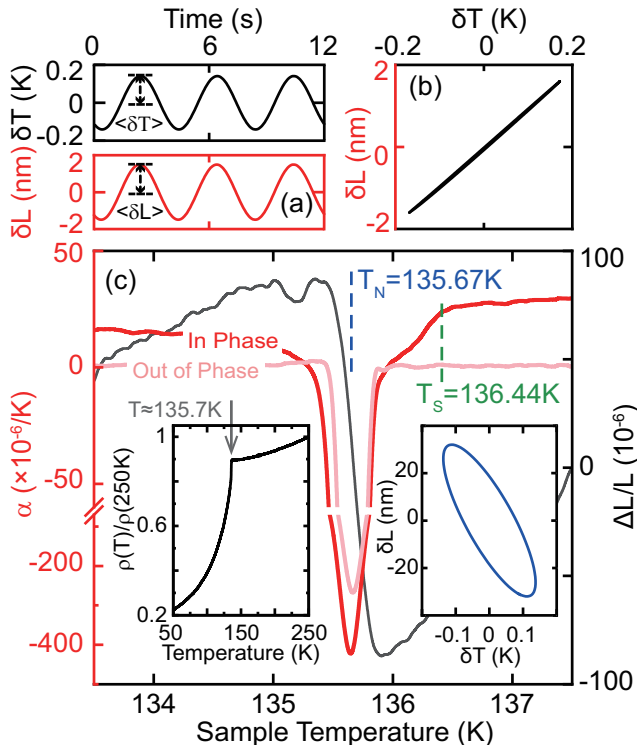 Time (s)
0 6 12
δT (K)
-0.2 0 0.2
δT (K)
0.2
0
-0.2
<δT>
δL (nm)
2
0
-2
<δL>
(a)
δL (nm)
2
0
-2
(b)
(c)
α (×10⁻⁶/K)
50
0
-50
-200
-400
T_N=135.67K
In Phase
Out of Phase
T_S=136.44K
T≈135.7K
ρ(T)/ρ(250K)
1
0.6
0.2
50 150 250
Temperature (K)
δL (nm)
20
0
-20
-0.1 0 0.1
δT (K)
ΔL/L (10⁻⁶)
100
0
-100
134 135 136 137
Sample Temperature (K)